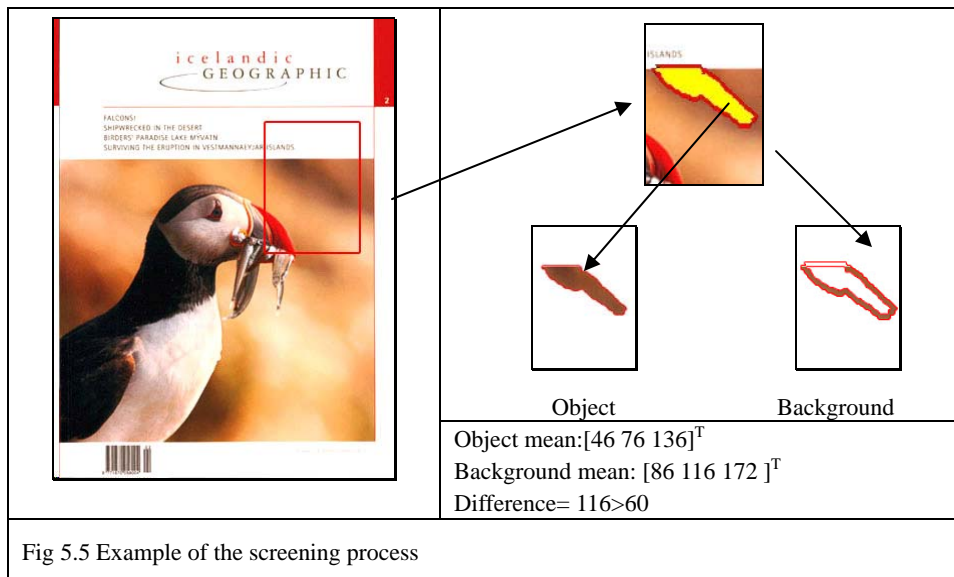 icelandic
GEOGRAPHIC
2
FALCONS!
SHIPWRECKED IN THE DESERT
BIRDERS' PARADISE LAKE MÝVATN
SURVIVING THE ERUPTION IN VESTMANNAEYJAR ISLANDS
ISLANDS
Object
Background
Object mean:[46 76 136]T
Background mean: [86 116 172 ]T
Difference= 116>60
Fig 5.5 Example of the screening process